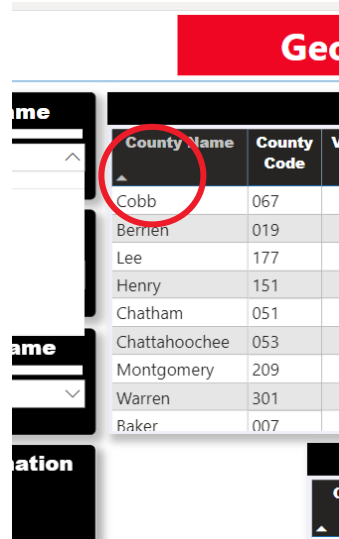 Geo
ame
County Name County Code V
Cobb 067
Berrien 019
Lee 177
Henry 151
Chatham 051
Chattahoochee 053
ame
Montgomery 209
Warren 301
Baker 007
ation